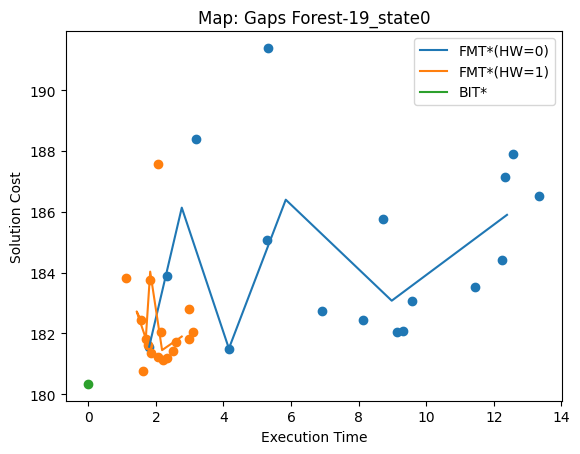 Map: Gaps Forest-19_state0
FMT*(HW=0)
FMT*(HW=1)
BIT*
Solution Cost
190
188
186
184
182
180
0 2 4 6 8 10 12 14
Execution Time